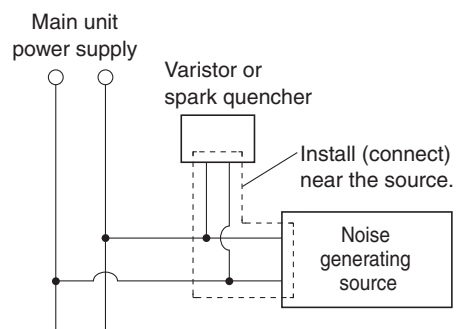 Main unit
power supply
Varistor or
spark quencher
Install (connect)
near the source.
Noise
generating
source